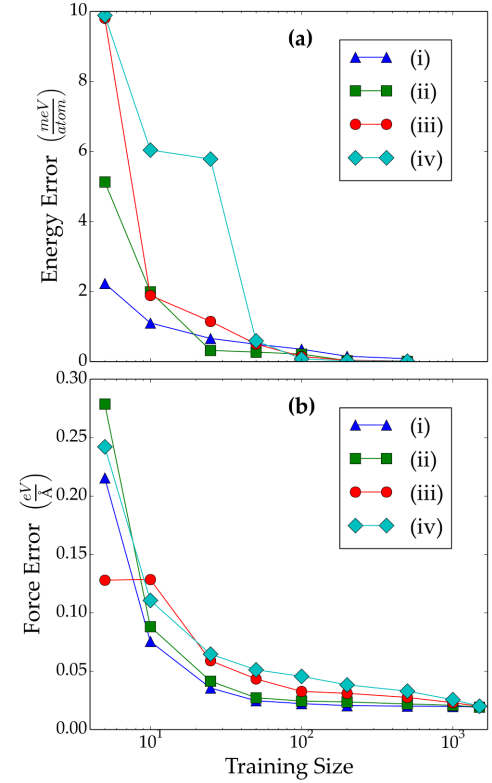 (a)
(i)
(ii)
(iii)
(iv)
10
8
6
4
2
0
Energy Error (meV/atom)
(b)
(i)
(ii)
(iii)
(iv)
0.30
0.25
0.20
0.15
0.10
0.05
0.00
Force Error (eV/Å)
10¹ 10² 10³
Training Size